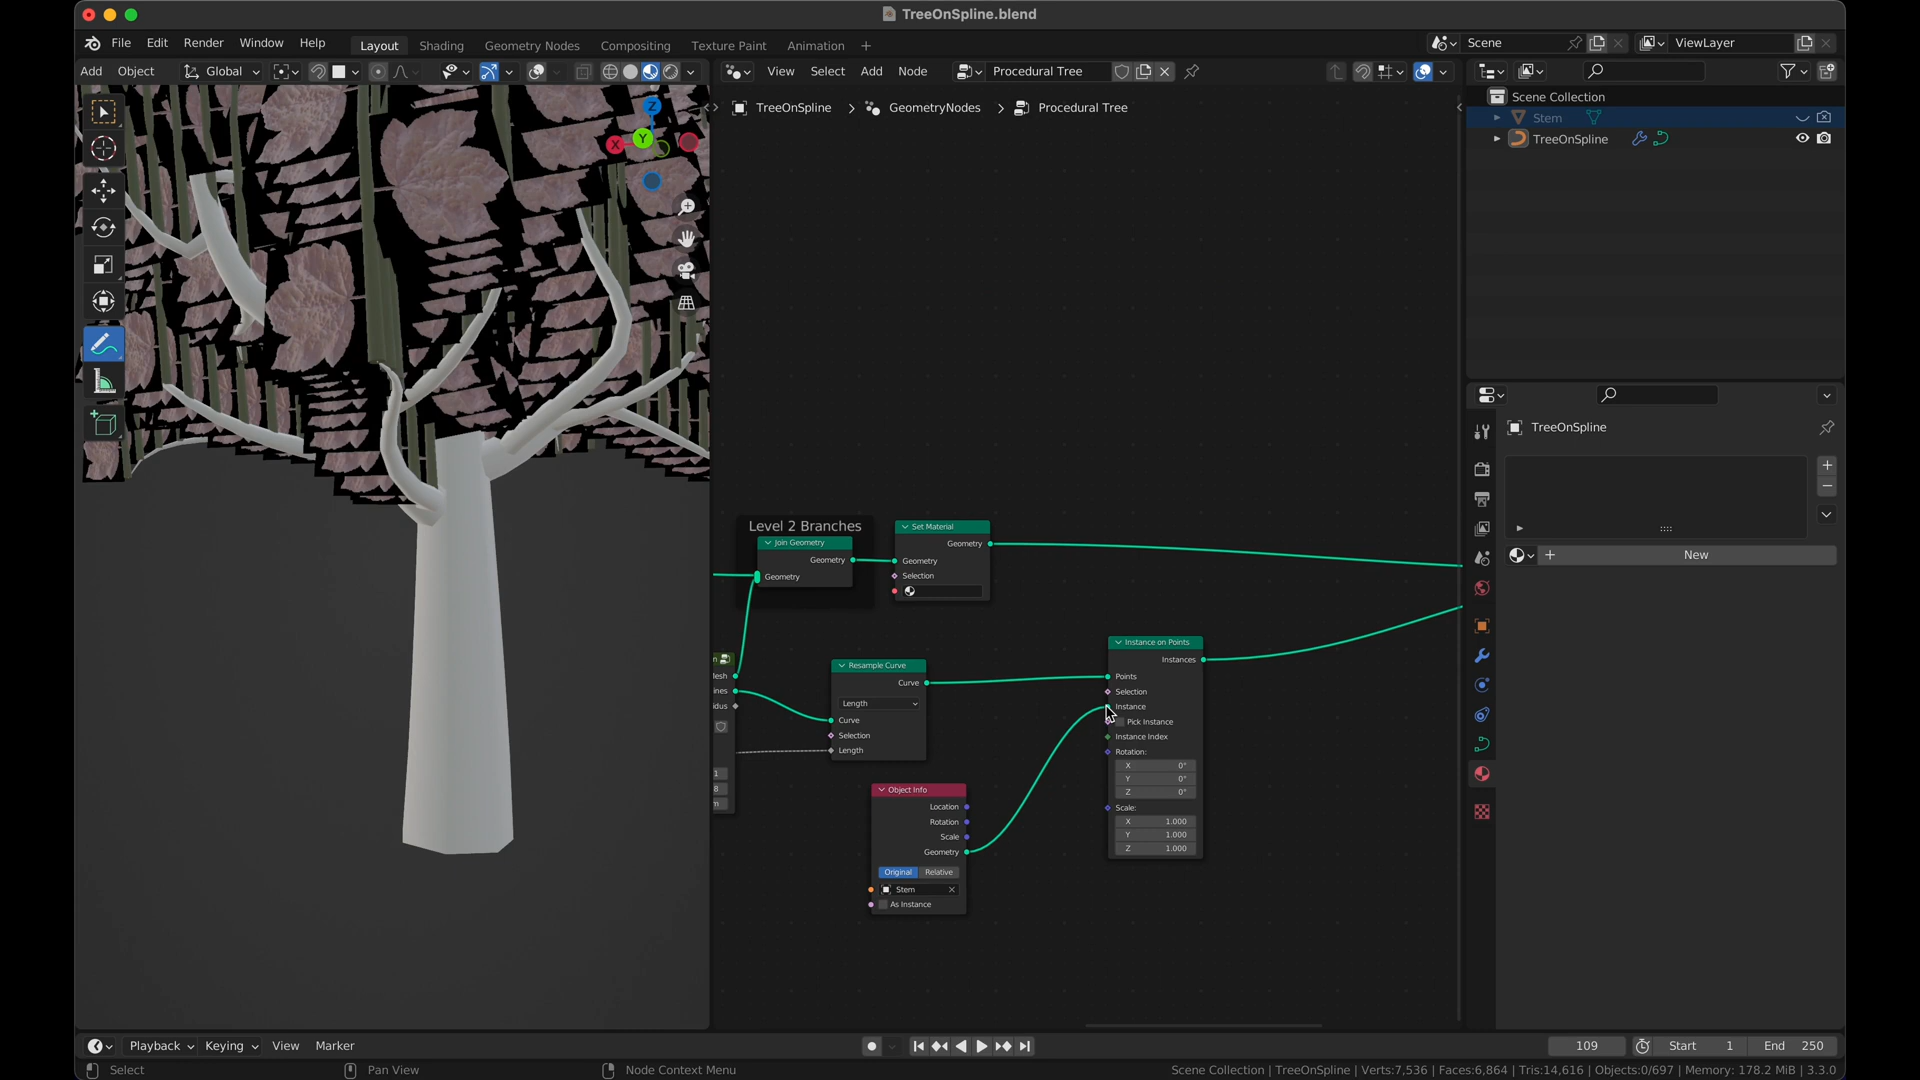 TreeOnSpline.blend
File Edit Render Window Help Layout Shading Geometry Nodes Compositing Texture Paint Animation + Scene ViewLayer
Add Object Global View Select Add Node Procedural Tree
TreeOnSpline > GeometryNodes > Procedural Tree
Scene Collection
Stem
TreeOnSpline
Z
Y
X
TreeOnSpline
New
Level 2 Branches
Join Geometry
Geometry
Geometry
Set Material
Geometry
Geometry
Selection
n
lesh
ines
dius
1
8
m
Resample Curve
Curve
Length
Curve
Selection
Length
Object Info
Location
Rotation
Scale
Geometry
Original Relative
Stem
As Instance
Instance on Points
Instances
Points
Selection
Instance
Pick Instance
Instance Index
Rotation:
X 0°
Y 0°
Z 0°
Scale:
X 1.000
Y 1.000
Z 1.000
Playback Keying View Marker 109 Start 1 End 250
Select Pan View Node Context Menu Scene Collection | TreeOnSpline | Verts:7,536 | Faces:6,864 | Tris:14,616 | Objects:0/697 | Memory: 178.2 MiB | 3.3.0